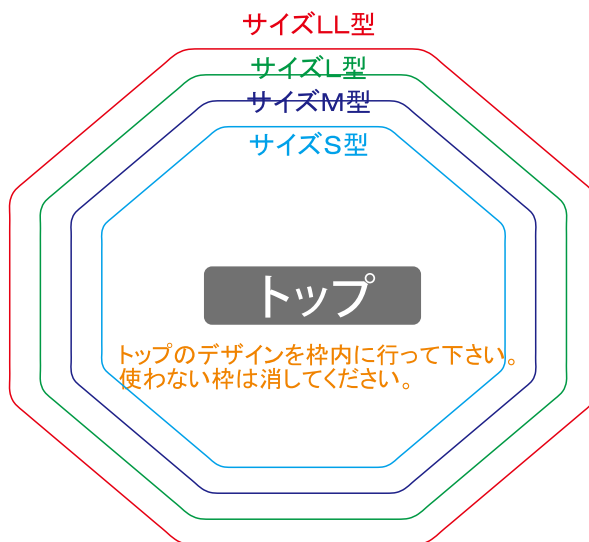 サイズLL型
サイズL型
サイズM型
サイズS型
トップ
トップのデザインを枠内に行って下さい。
使わない枠は消してください。